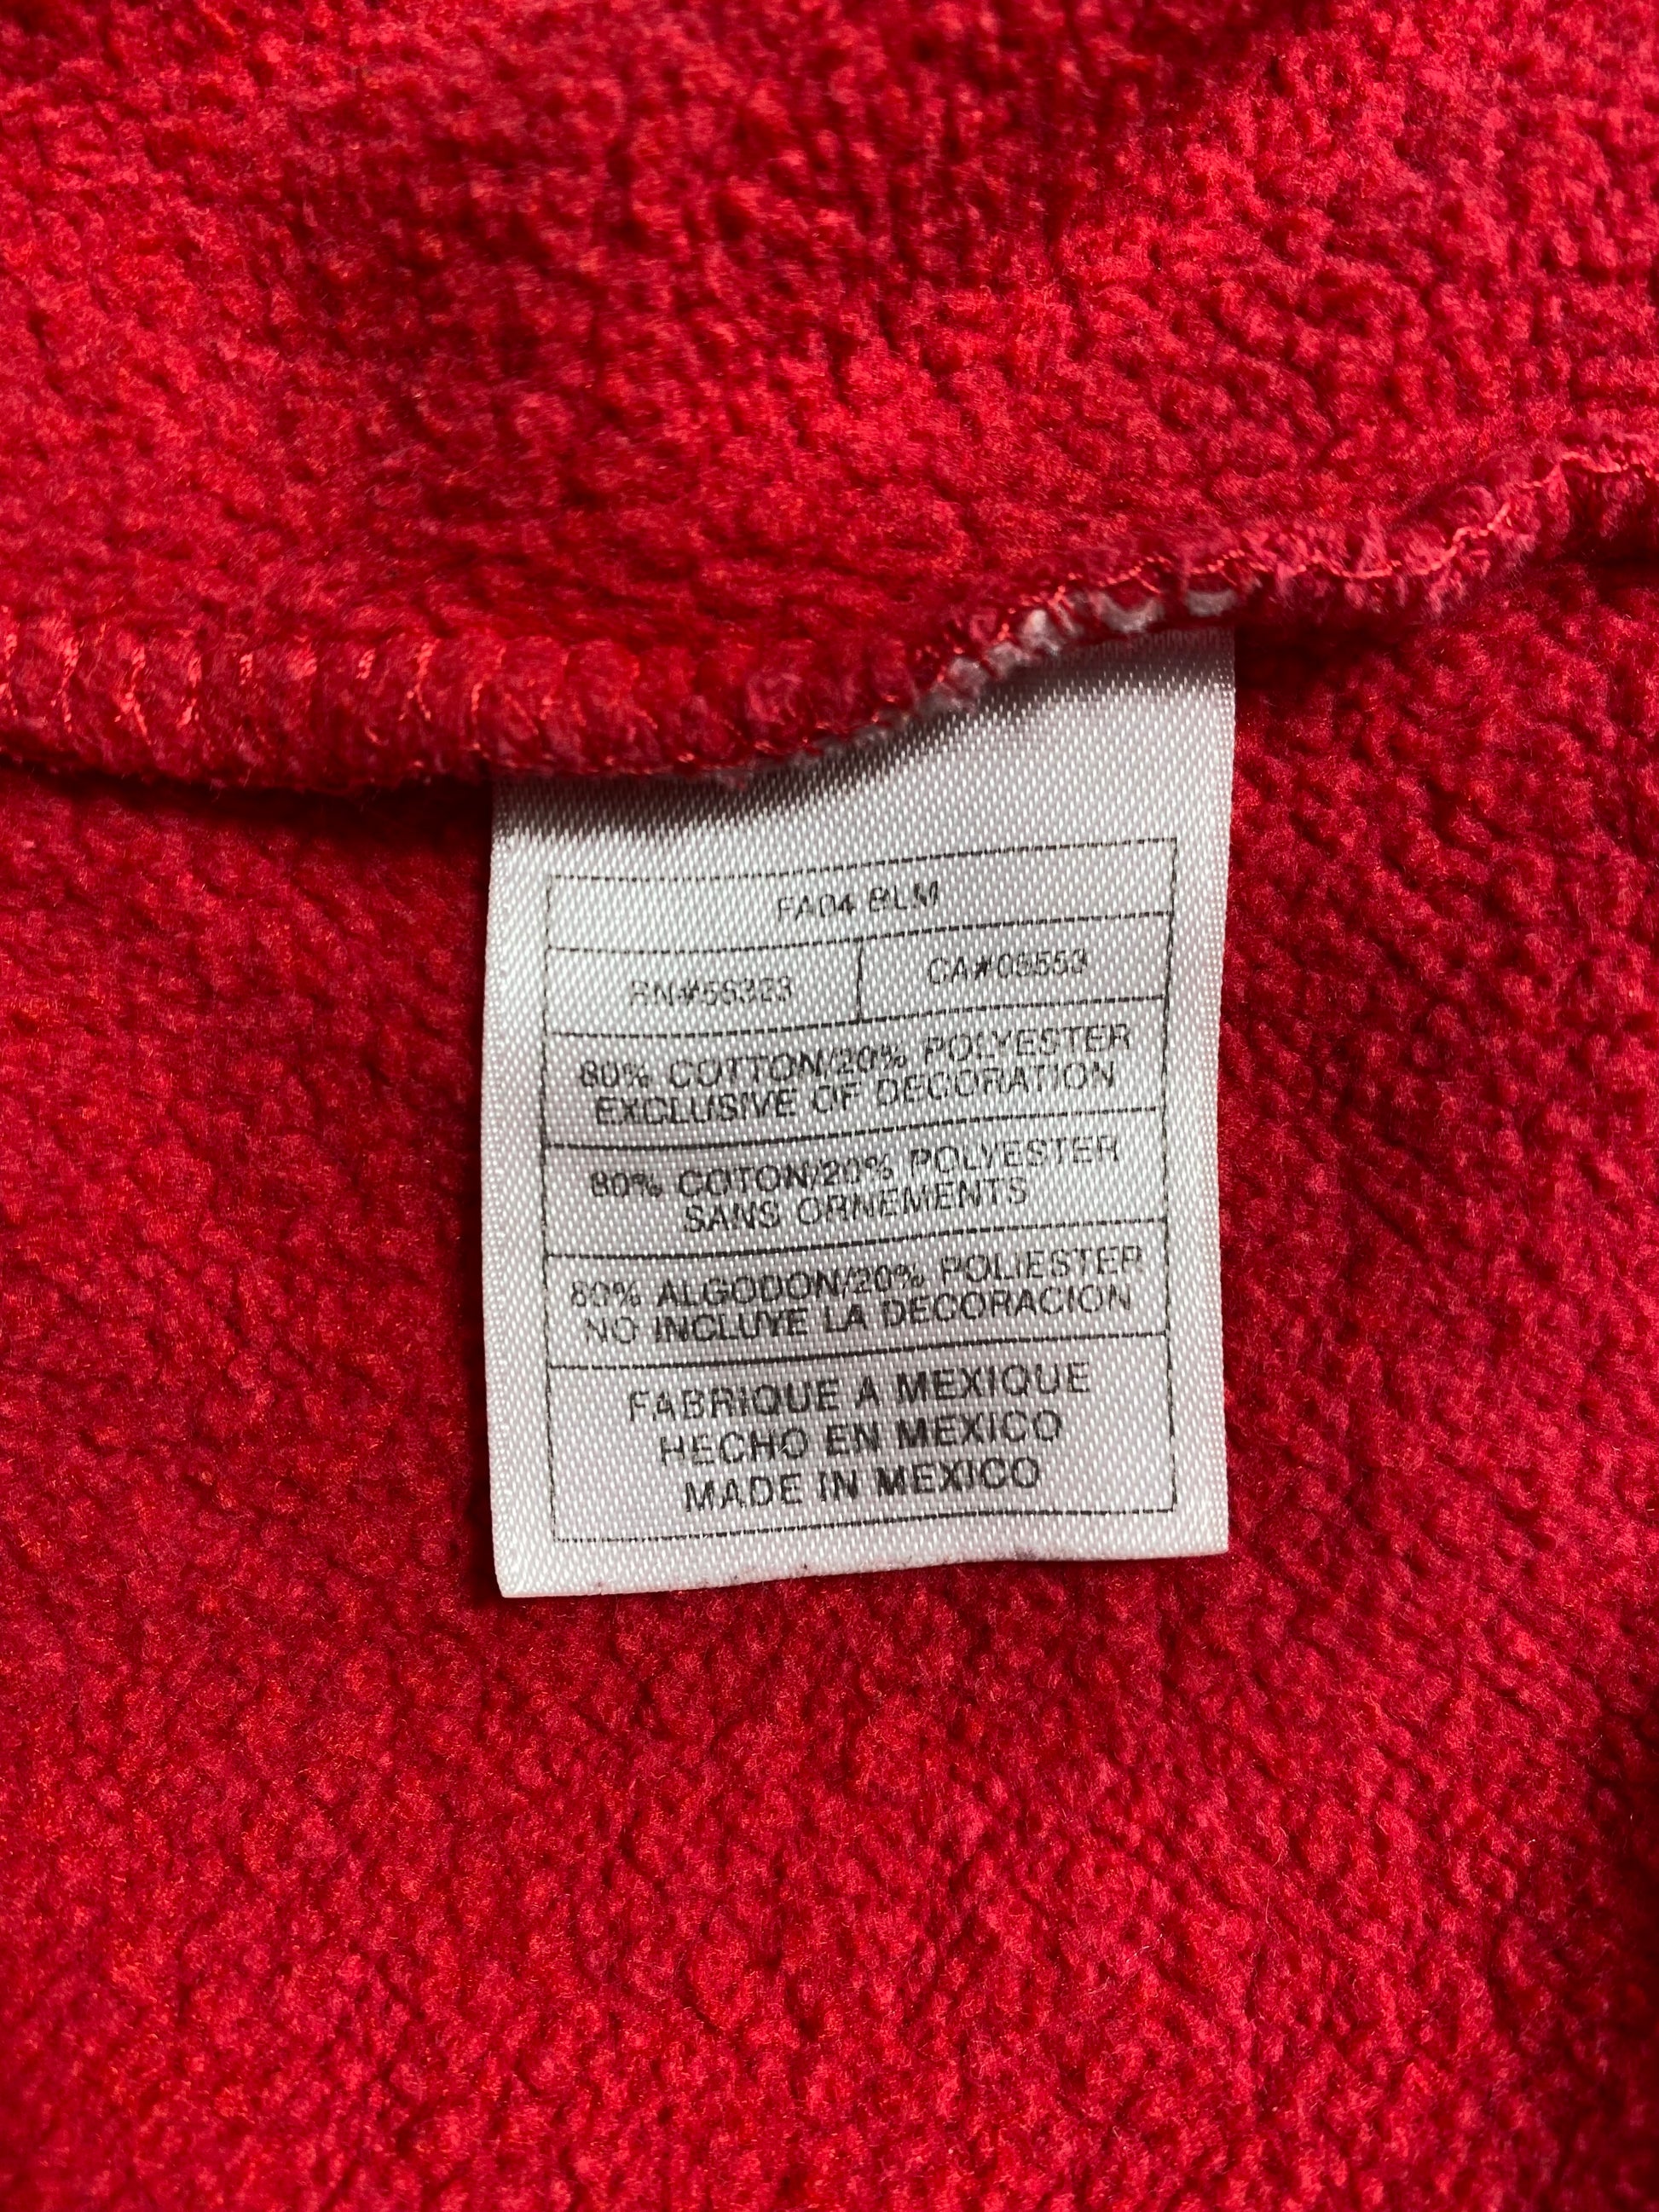 FA04 BLM
RN#56323 CA#05553
80% COTTON/20% POLYESTER
EXCLUSIVE OF DECORATION
80% COTON/20% POLYESTER
SANS ORNEMENTS
80% ALGODON/20% POLIESTER
NO INCLUYE LA DECORACION
FABRIQUE A MEXIQUE
HECHO EN MEXICO
MADE IN MEXICO